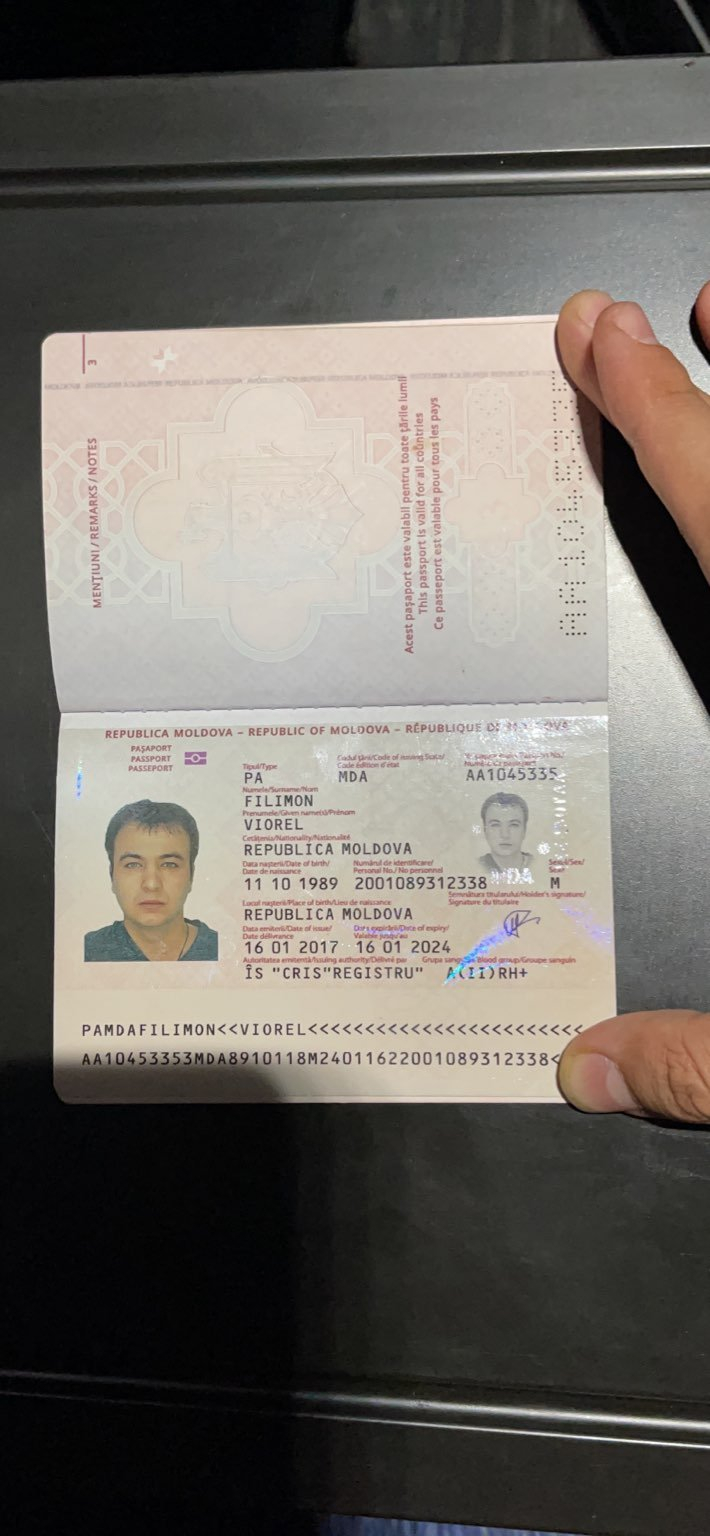 3
MENȚIUNI / REMARKS / NOTES
Acest pașaport este valabil pentru toate țările lumii
This passport is valid for all countries
Ce passeport est valable pour tous les pays
REPUBLICA MOLDOVA – REPUBLIC OF MOLDOVA – RÉPUBLIQUE DE
PAȘAPORT
PASSPORT
PASSEPORT
Tipul/Type
PA
Codul țării/Code of issuing State/
Code édition d'état
MDA
AA1045335
Numele/Surname/Nom
FILIMON
Prenumele/Given name(s)/Prénom
VIOREL
Cetățenia/Nationality/Nationalité
REPUBLICA MOLDOVA
Data nașterii/Date of birth/
Date de naissance
11 10 1989
Numărul de identificare/
Personal No./ No personnel
2001089312338
Sexul/Sex/
M
Locul nașterii/Place of birth/Lieu de naissance
REPUBLICA MOLDOVA
Semnătura titularului/Holder's signature/
Signature du titulaire
Data emiterii/Date of issue/
Date délivrance
16 01 2017
Data expirării/Date of expiry/
Valable jusqu'au
16 01 2024
Autoritatea emitentă/Issuing authority/Délivré par
ÎS "CRIS"REGISTRU"
Grupa sanguină/Blood group/Groupe sanguin
A(II)RH+
PAMDAFILIMON<<VIOREL<<<<<<<<<<<<<<<<<<<<<<<<
AA10453353MDA8910118M24011622001089312338<